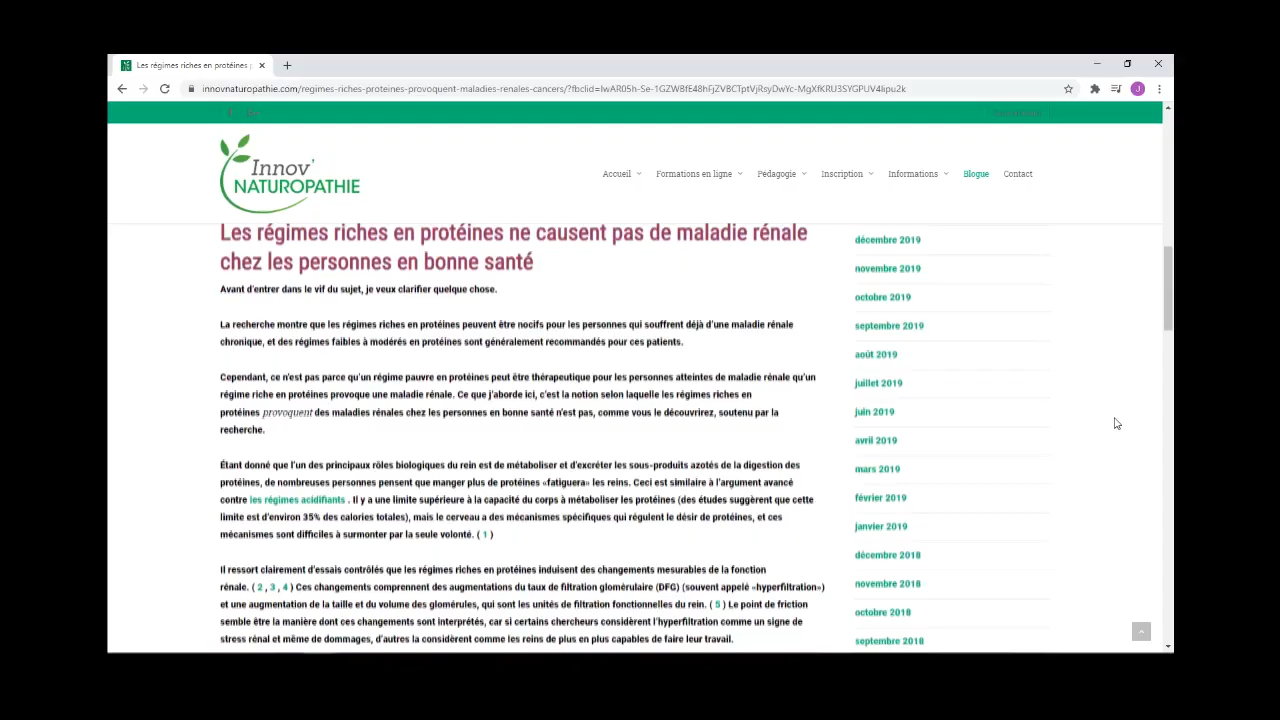 Les régimes riches en protéines
innovnaturopathie.com/regimes-riches-proteines-provoquent-maladies-renales-cancers/?fbclid=IwAR05h-Se-1GZWBfE48hFjZVBCTptVjRsyDwYc-MgXfKRU3SYGPUV4lipu2k
J
Innov'
NATUROPATHIE
Accueil Formations en ligne Pédagogie Inscription Informations Blogue Contact
Les régimes riches en protéines ne causent pas de maladie rénale
chez les personnes en bonne santé
Avant d'entrer dans le vif du sujet, je veux clarifier quelque chose.
La recherche montre que les régimes riches en protéines peuvent être nocifs pour les personnes qui souffrent déjà d'une maladie rénale
chronique, et des régimes faibles à modérés en protéines sont généralement recommandés pour ces patients.
Cependant, ce n'est pas parce qu'un régime pauvre en protéines peut être thérapeutique pour les personnes atteintes de maladie rénale qu'un
régime riche en protéines provoque une maladie rénale. Ce que j'aborde ici, c'est la notion selon laquelle les régimes riches en
protéines provoquent des maladies rénales chez les personnes en bonne santé n'est pas, comme vous le découvrirez, soutenu par la
recherche.
Étant donné que l'un des principaux rôles biologiques du rein est de métaboliser et d'excréter les sous-produits azotés de la digestion des
protéines, de nombreuses personnes pensent que manger plus de protéines «fatiguera» les reins. Ceci est similaire à l'argument avancé
contre les régimes acidifiants . Il y a une limite supérieure à la capacité du corps à métaboliser les protéines (des études suggèrent que cette
limite est d'environ 35% des calories totales), mais le cerveau a des mécanismes spécifiques qui régulent le désir de protéines, et ces
mécanismes sont difficiles à surmonter par la seule volonté. ( 1 )
Il ressort clairement d'essais contrôlés que les régimes riches en protéines induisent des changements mesurables de la fonction
rénale. ( 2 , 3 , 4 ) Ces changements comprennent des augmentations du taux de filtration glomérulaire (DFG) (souvent appelé «hyperfiltration»)
et une augmentation de la taille et du volume des glomérules, qui sont les unités de filtration fonctionnelles du rein. ( 5 ) Le point de friction
semble être la manière dont ces changements sont interprétés, car si certains chercheurs considèrent l'hyperfiltration comme un signe de
stress rénal et même de dommages, d'autres la considèrent comme les reins de plus en plus capables de faire leur travail.
décembre 2019
novembre 2019
octobre 2019
septembre 2019
août 2019
juillet 2019
juin 2019
avril 2019
mars 2019
février 2019
janvier 2019
décembre 2018
novembre 2018
octobre 2018
septembre 2018